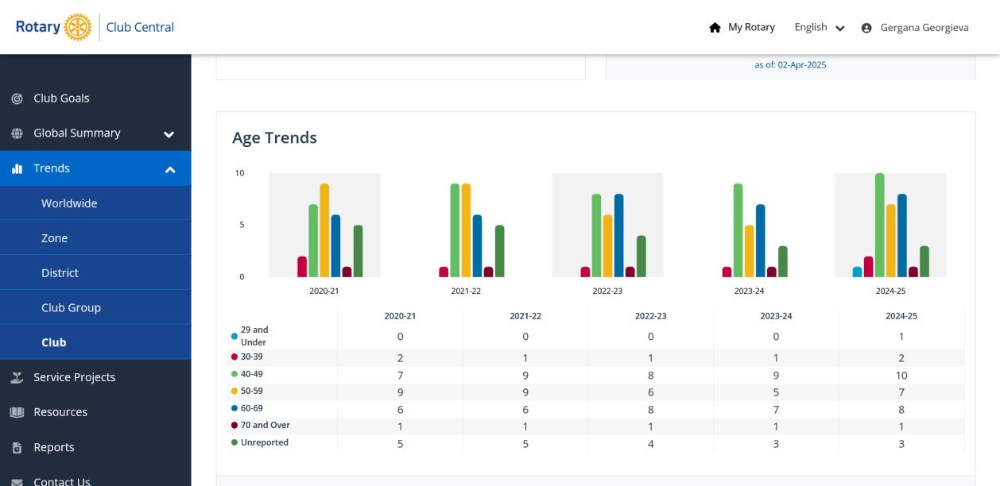 Rotary Club Central
My Rotary English Gergana Georgieva
as of: 02-Apr-2025
Club Goals
Global Summary
Trends
Worldwide
Zone
District
Club Group
Club
Service Projects
Resources
Reports
Contact Us
Age Trends
10
5
0
2020-21 2021-22 2022-23 2023-24 2024-25
2020-21 2021-22 2022-23 2023-24 2024-25
29 and
Under 0 0 0 0 1
30-39 2 1 1 1 2
40-49 7 9 8 9 10
50-59 9 9 6 5 7
60-69 6 6 8 7 8
70 and Over 1 1 1 1 1
Unreported 5 5 4 3 3